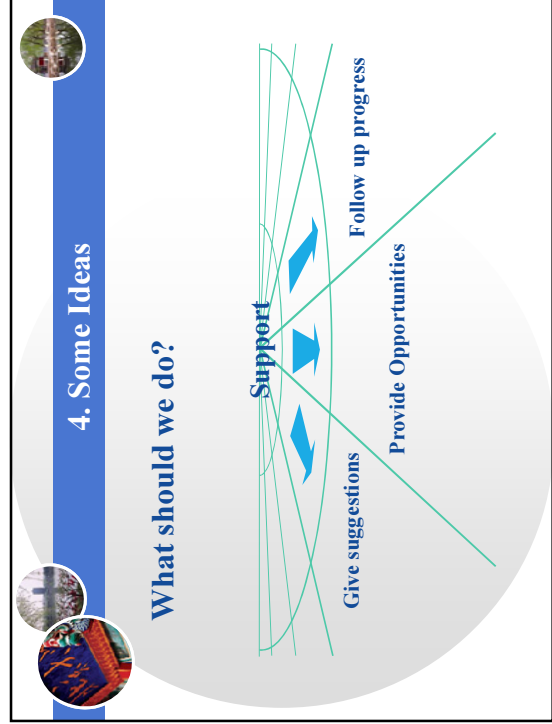 4. Some Ideas
What should we do?
Support
Give suggestions
Provide Opportunities
Follow up progress